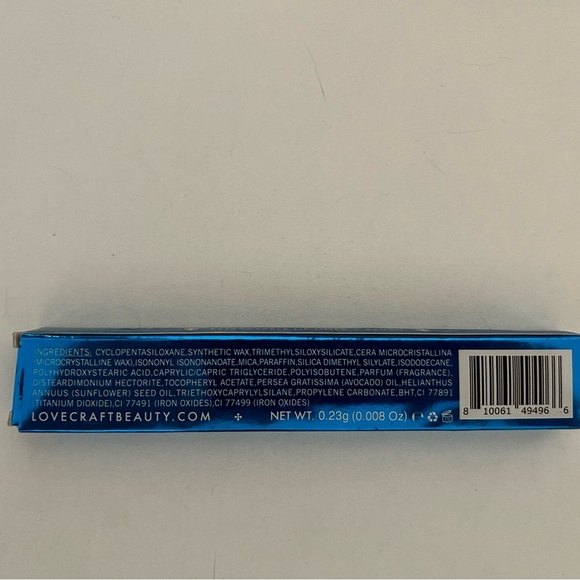 INGREDIENTS: CYCLOPENTASILOXANE,SYNTHETIC WAX,TRIMETHYLSILOXYSILICATE,CERA MICROCRISTALLINA
(MICROCRYSTALLINE WAX),ISONONYL ISONONANOATE,MICA,PARAFFIN,SILICA DIMETHYL SILYLATE,ISODODECANE,
POLYHYDROXYSTEARIC ACID,CAPRYLIC/CAPRIC TRIGLYCERIDE,POLYISOBUTENE,PARFUM (FRAGRANCE),
DISTEARDIMONIUM HECTORITE,TOCOPHERYL ACETATE,PERSEA GRATISSIMA (AVOCADO) OIL,HELIANTHUS
ANNUUS (SUNFLOWER) SEED OIL,TRIETHOXYCAPRYLYLSILANE,PROPYLENE CARBONATE,BHT,CI 77891
(TITANIUM DIOXIDE),CI 77491 (IRON OXIDES),CI 77499 (IRON OXIDES)
LOVECRAFTBEAUTY.COM NET WT. 0.23g (0.008 Oz)
8 10061 49496 6